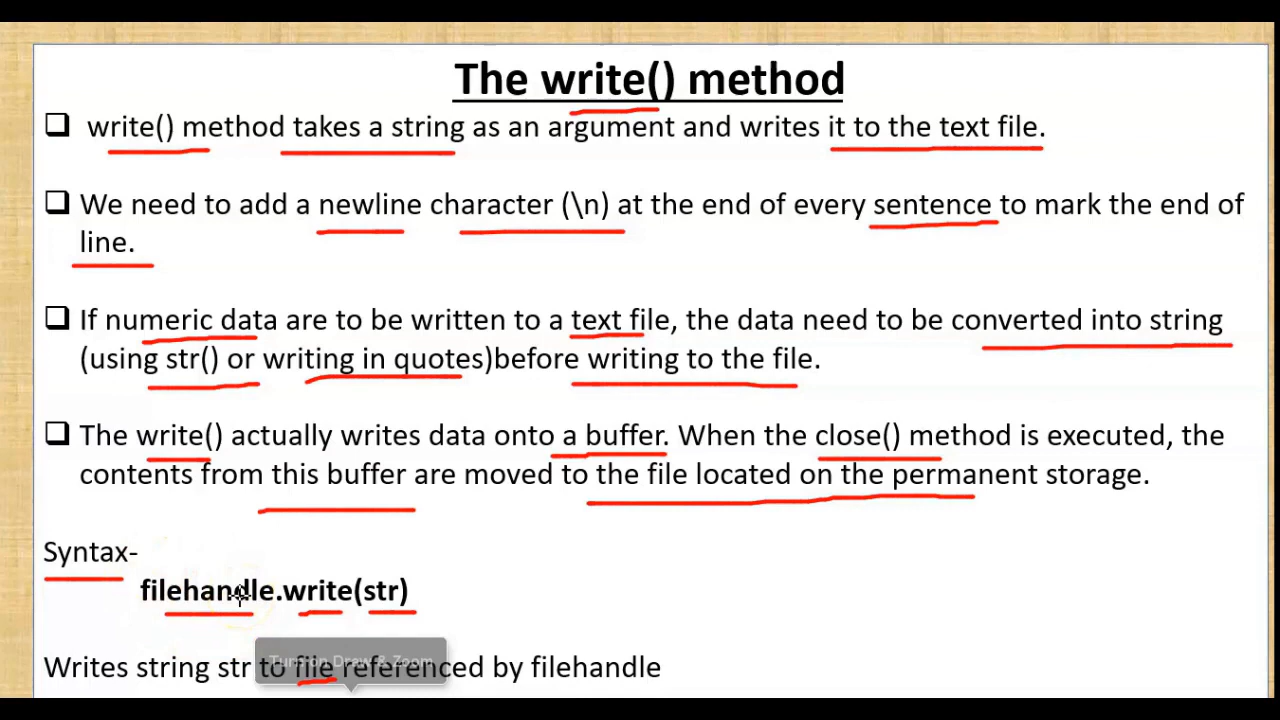 The write() method
❑ write() method takes a string as an argument and writes it to the text file.
❑ We need to add a newline character (\n) at the end of every sentence to mark the end of
line.
❑ If numeric data are to be written to a text file, the data need to be converted into string
(using str() or writing in quotes)before writing to the file.
❑ The write() actually writes data onto a buffer. When the close() method is executed, the
contents from this buffer are moved to the file located on the permanent storage.
Syntax-
filehandle.write(str)
Turn on Draw & Zoom
Writes string str to file referenced by filehandle